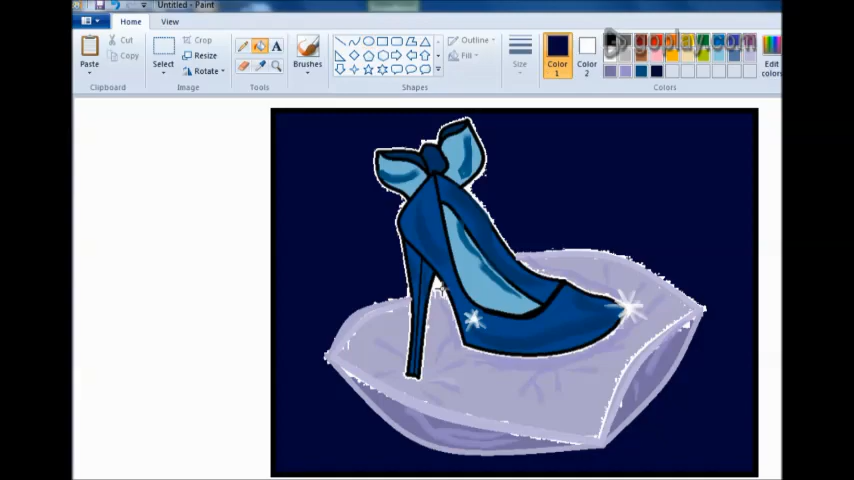 Untitled - Paint
Home View
Cut
Copy
Paste
Clipboard
Select
Crop
Resize
Rotate
Image
A
Tools
Brushes
Outline
Fill
Shapes
Size
Color 1
Color 2
Edit colors
Colors
goplay.com